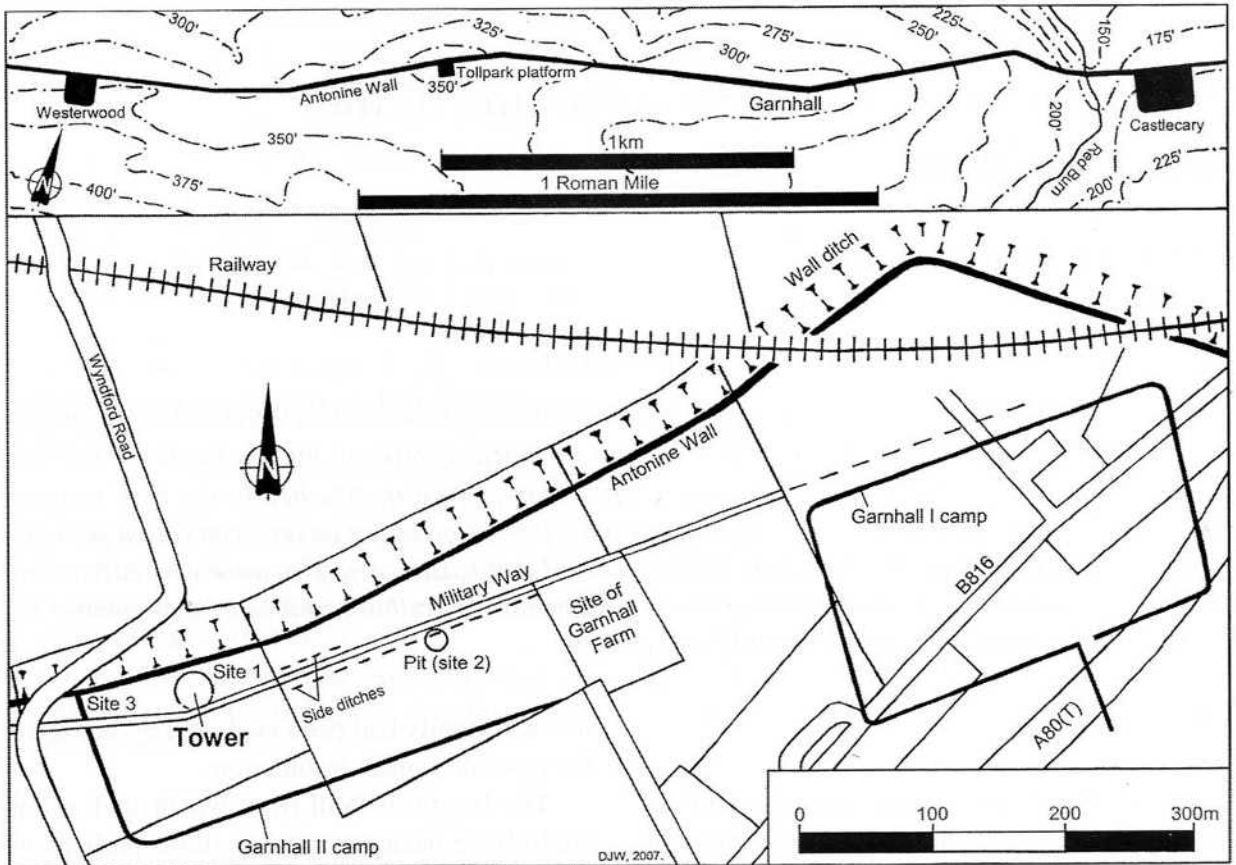 300'
325'
225'
150'
175'
275'
250'
300'
Tollpark platform
350'
Antonine Wall
Westerwood
Garnhall
Castlecary
350'
1km
200'
Red Burn
N
400'
375'
1 Roman Mile
200'
225'
Railway
Wall ditch
Wyndford Road
N
Antonine Wall
Garnhall I camp
Military Way
B816
Site of
Garnhall
Farm
Pit (site 2)
Site 1
Site 3
Side ditches
Tower
A80(T)
Garnhall II camp
DJW, 2007.
0 100 200 300m